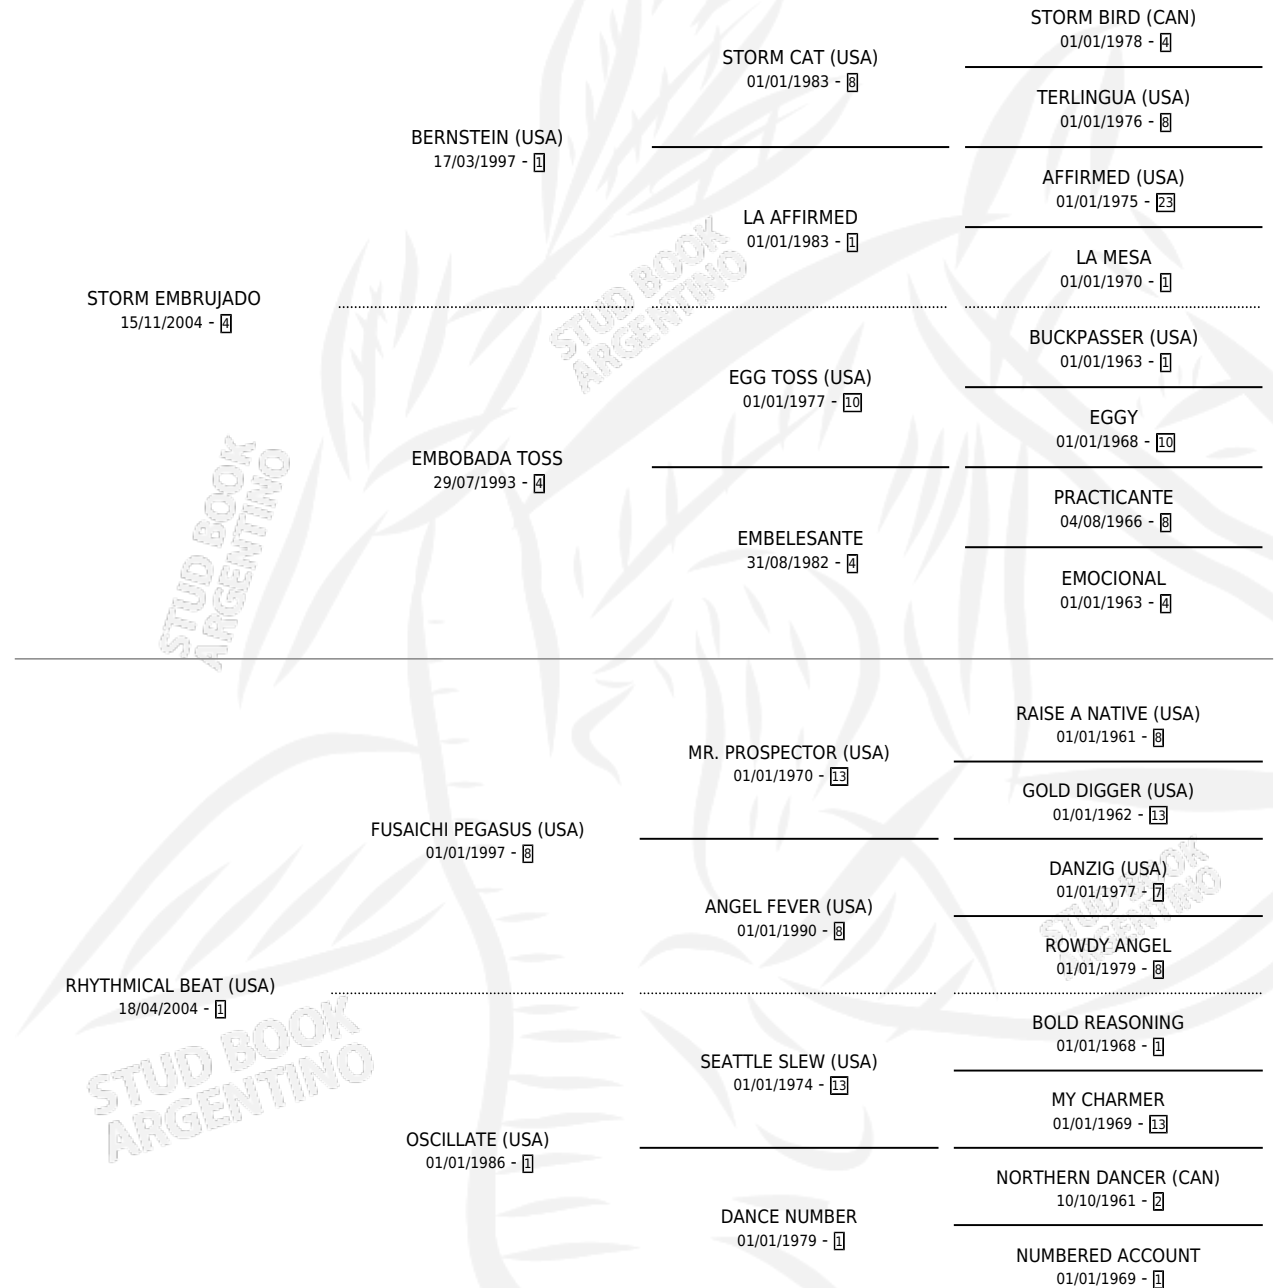 STORM BIRD (CAN)
01/01/1978 - 4
STORM CAT (USA)
01/01/1983 - 8
TERLINGUA (USA)
01/01/1976 - 8
BERNSTEIN (USA)
17/03/1997 - 1
AFFIRMED (USA)
01/01/1975 - 23
LA AFFIRMED
01/01/1983 - 1
LA MESA
01/01/1970 - 1
STORM EMBRUJADO
15/11/2004 - 4
STUD BOOK
ARGENTINO
BUCKPASSER (USA)
01/01/1963 - 1
EGG TOSS (USA)
01/01/1977 - 10
EGGY
01/01/1968 - 10
EMBOBADA TOSS
29/07/1993 - 4
PRACTICANTE
04/08/1966 - 8
EMBELESANTE
31/08/1982 - 4
EMOCIONAL
01/01/1963 - 4
STUD BOOK
ARGENTINO
RAISE A NATIVE (USA)
01/01/1961 - 8
MR. PROSPECTOR (USA)
01/01/1970 - 13
GOLD DIGGER (USA)
01/01/1962 - 13
FUSAICHI PEGASUS (USA)
01/01/1997 - 8
DANZIG (USA)
01/01/1977 - 7
ANGEL FEVER (USA)
01/01/1990 - 8
STUD BOOK
ARGENTINO
ROWDY ANGEL
01/01/1979 - 8
RHYTHMICAL BEAT (USA)
18/04/2004 - 1
STUD BOOK
ARGENTINO
BOLD REASONING
01/01/1968 - 1
SEATTLE SLEW (USA)
01/01/1974 - 13
MY CHARMER
01/01/1969 - 13
OSCILLATE (USA)
01/01/1986 - 1
NORTHERN DANCER (CAN)
10/10/1961 - 2
DANCE NUMBER
01/01/1979 - 1
NUMBERED ACCOUNT
01/01/1969 - 1